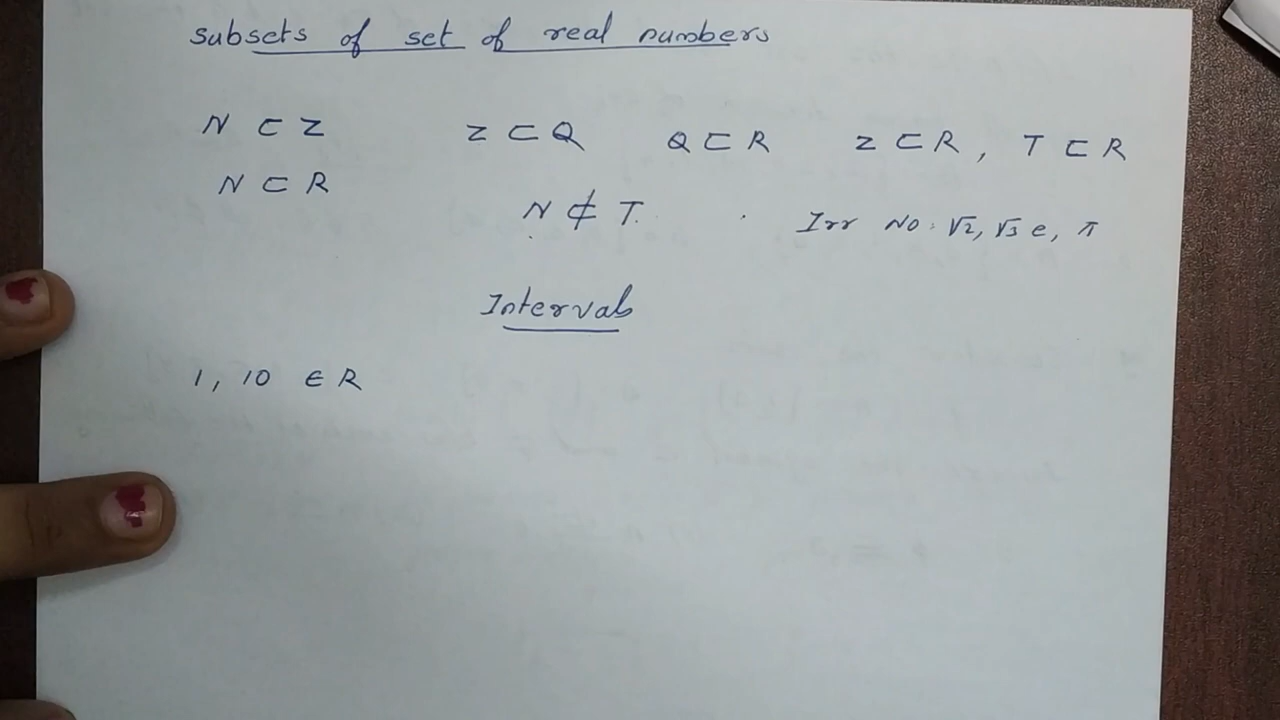 subsets of set of real numbers
N ⊂ Z Z ⊂ Q Q ⊂ R Z ⊂ R, T ⊂ R
N ⊂ R
N ⊄ T. Irr No: √2, √3 e, π
Intervals
1, 10 ∈ R